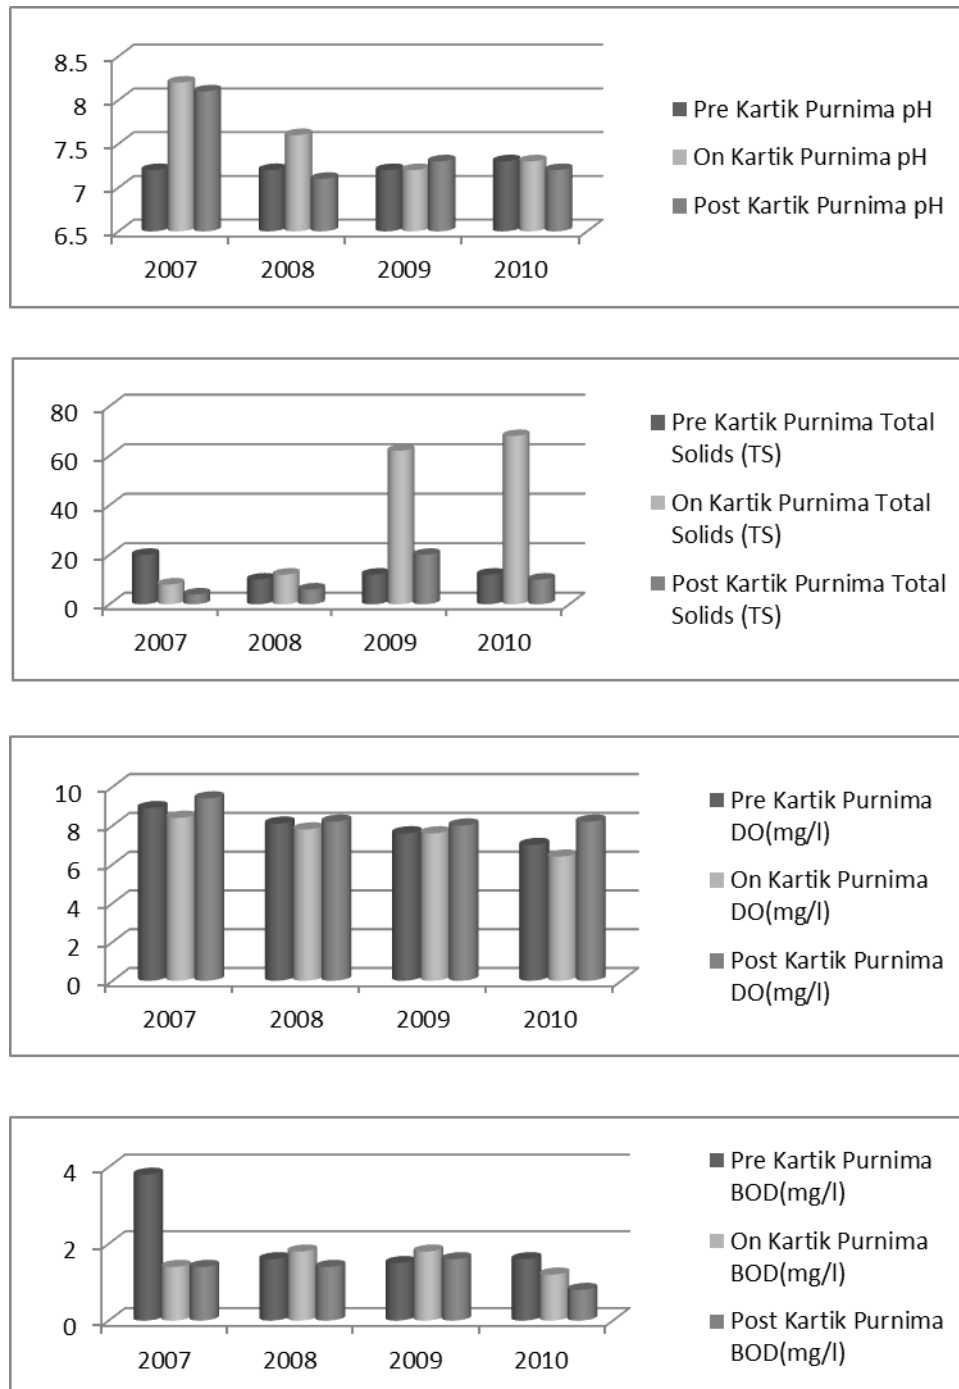 8.5
8
7.5
7
6.5
2007 2008 2009 2010
Pre Kartik Purnima pH
On Kartik Purnima pH
Post Kartik Purnima pH
80
60
40
20
0
2007 2008 2009 2010
Pre Kartik Purnima Total
Solids (TS)
On Kartik Purnima Total
Solids (TS)
Post Kartik Purnima Total
Solids (TS)
10
8
6
4
2
0
2007 2008 2009 2010
Pre Kartik Purnima
DO(mg/l)
On Kartik Purnima
DO(mg/l)
Post Kartik Purnima
DO(mg/l)
4
2
0
2007 2008 2009 2010
Pre Kartik Purnima
BOD(mg/l)
On Kartik Purnima
BOD(mg/l)
Post Kartik Purnima
BOD(mg/l)